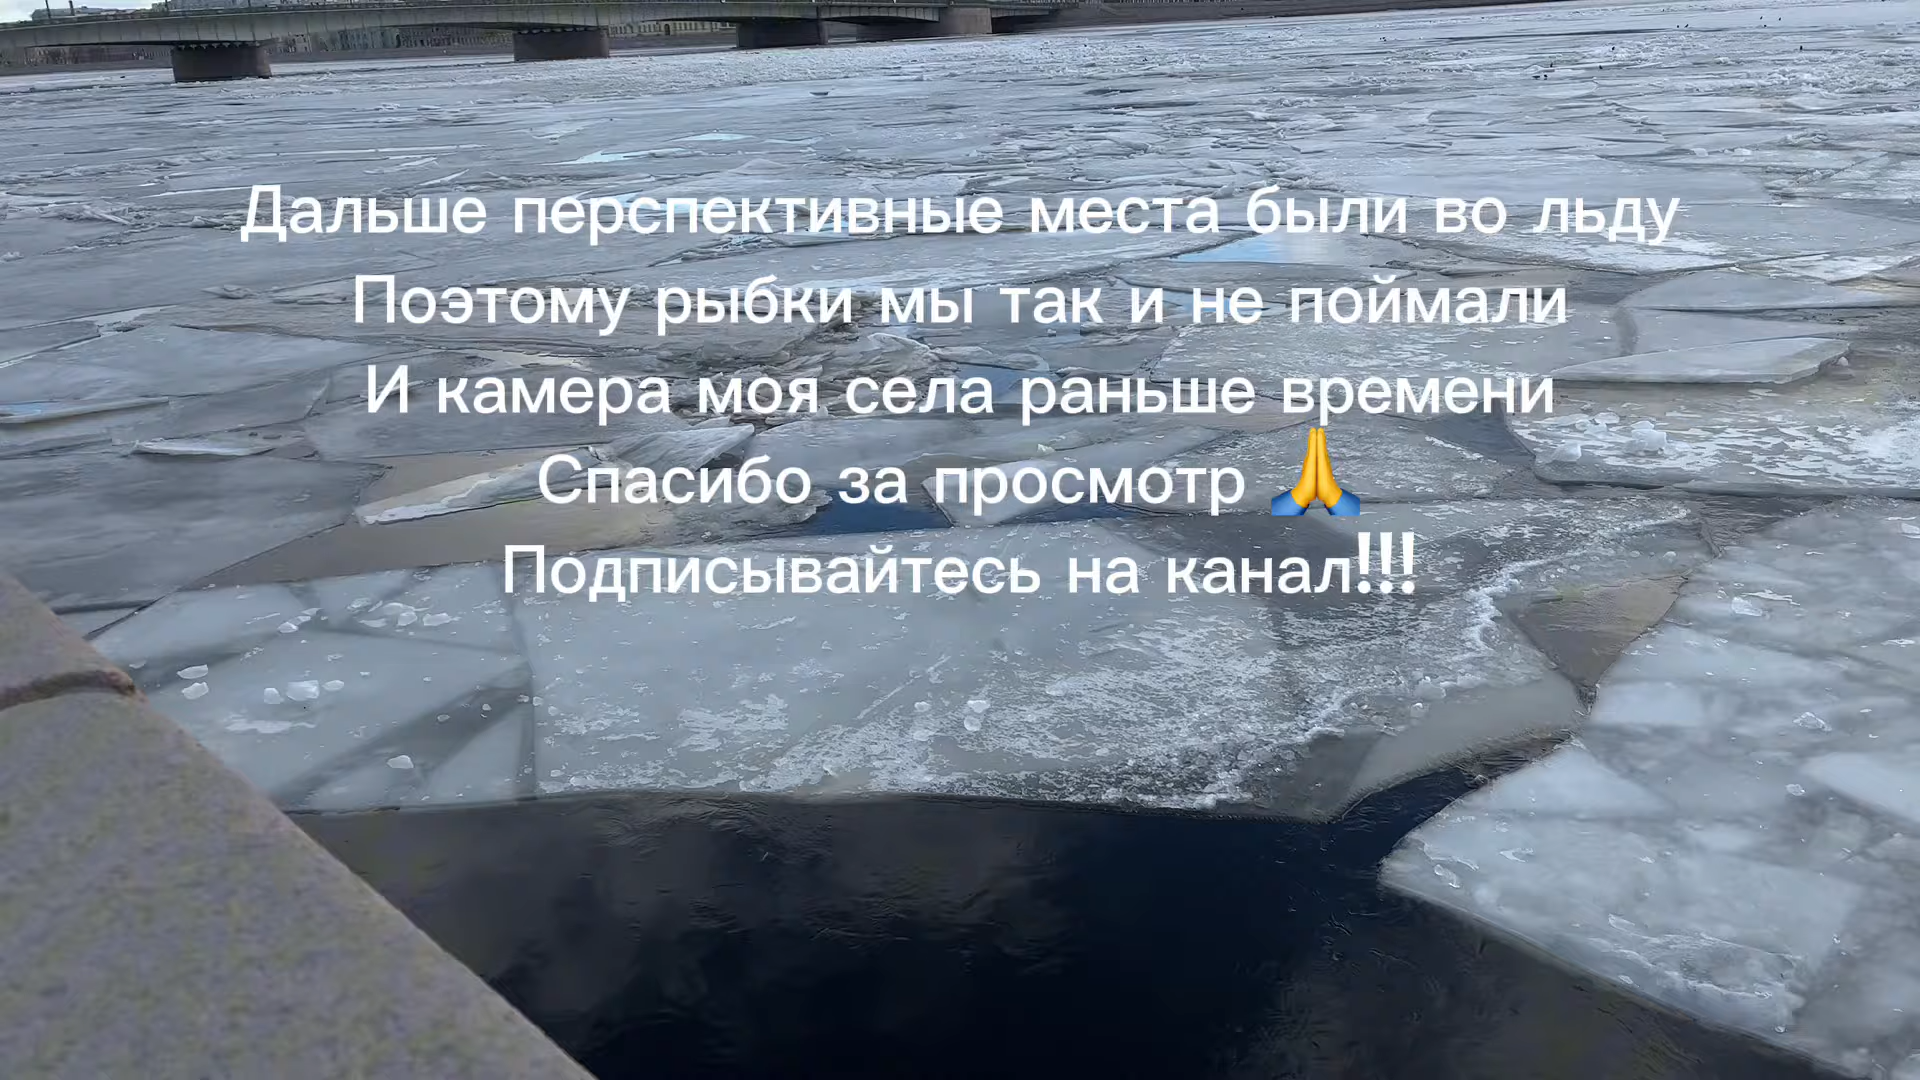 Дальше перспективные места были во льду
Поэтому рыбки мы так и не поймали
И камера моя села раньше времени
Спасибо за просмотр 🙏
Подписывайтесь на канал!!!